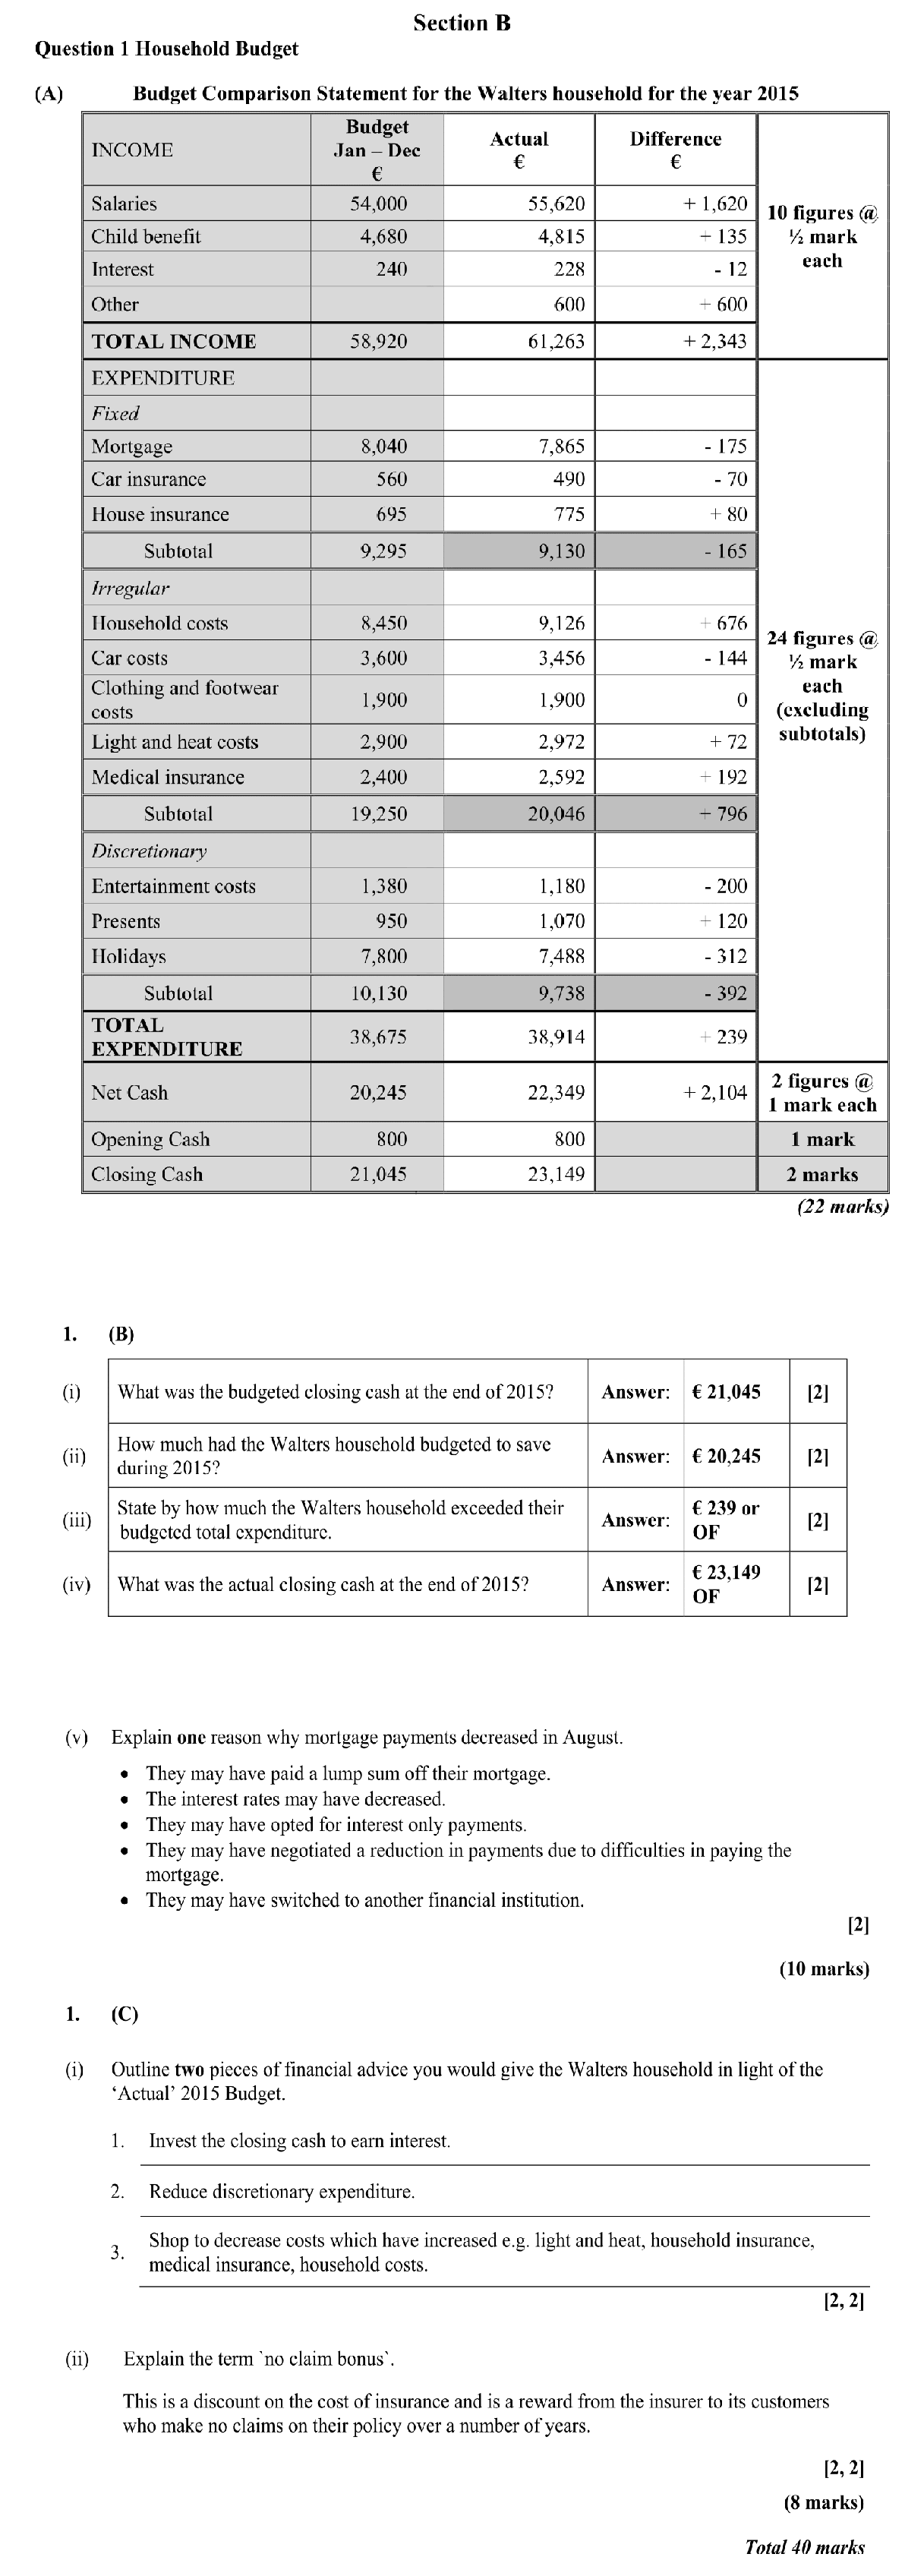 Section B
Question 1 Household Budget
(A) Budget Comparison Statement for the Walters household for the year 2015
INCOME Budget Jan – Dec € Actual € Difference €
Salaries 54,000 55,620 + 1,620
Child benefit 4,680 4,815 + 135
Interest 240 228 - 12
Other 600 + 600
TOTAL INCOME 58,920 61,263 + 2,343
10 figures @ ½ mark each
EXPENDITURE
Fixed
Mortgage 8,040 7,865 - 175
Car insurance 560 490 - 70
House insurance 695 775 + 80
Subtotal 9,295 9,130 - 165
Irregular
Household costs 8,450 9,126 + 676
Car costs 3,600 3,456 - 144
Clothing and footwear costs 1,900 1,900 0
Light and heat costs 2,900 2,972 + 72
Medical insurance 2,400 2,592 + 192
Subtotal 19,250 20,046 + 796
Discretionary
Entertainment costs 1,380 1,180 - 200
Presents 950 1,070 + 120
Holidays 7,800 7,488 - 312
Subtotal 10,130 9,738 - 392
TOTAL EXPENDITURE 38,675 38,914 + 239
24 figures @ ½ mark each (excluding subtotals)
Net Cash 20,245 22,349 + 2,104 2 figures @ 1 mark each
Opening Cash 800 800 1 mark
Closing Cash 21,045 23,149 2 marks
(22 marks)
1. (B)
(i) What was the budgeted closing cash at the end of 2015? Answer: € 21,045 [2]
(ii) How much had the Walters household budgeted to save during 2015? Answer: € 20,245 [2]
(iii) State by how much the Walters household exceeded their budgeted total expenditure. Answer: € 239 or OF [2]
(iv) What was the actual closing cash at the end of 2015? Answer: € 23,149 OF [2]
(v) Explain one reason why mortgage payments decreased in August.
• They may have paid a lump sum off their mortgage.
• The interest rates may have decreased.
• They may have opted for interest only payments.
• They may have negotiated a reduction in payments due to difficulties in paying the
mortgage.
• They may have switched to another financial institution.
[2]
(10 marks)
1. (C)
(i) Outline two pieces of financial advice you would give the Walters household in light of the
‘Actual’ 2015 Budget.
1. Invest the closing cash to earn interest.
2. Reduce discretionary expenditure.
3. Shop to decrease costs which have increased e.g. light and heat, household insurance,
medical insurance, household costs.
[2, 2]
(ii) Explain the term `no claim bonus`.
This is a discount on the cost of insurance and is a reward from the insurer to its customers
who make no claims on their policy over a number of years.
[2, 2]
(8 marks)
Total 40 marks